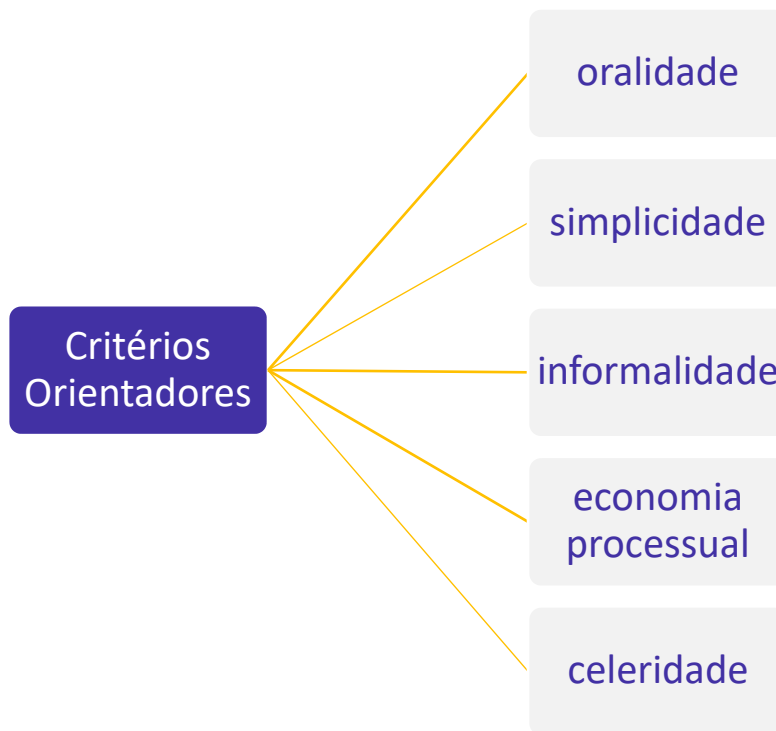 Critérios
Orientadores
oralidade
simplicidade
informalidade
economia
processual
celeridade